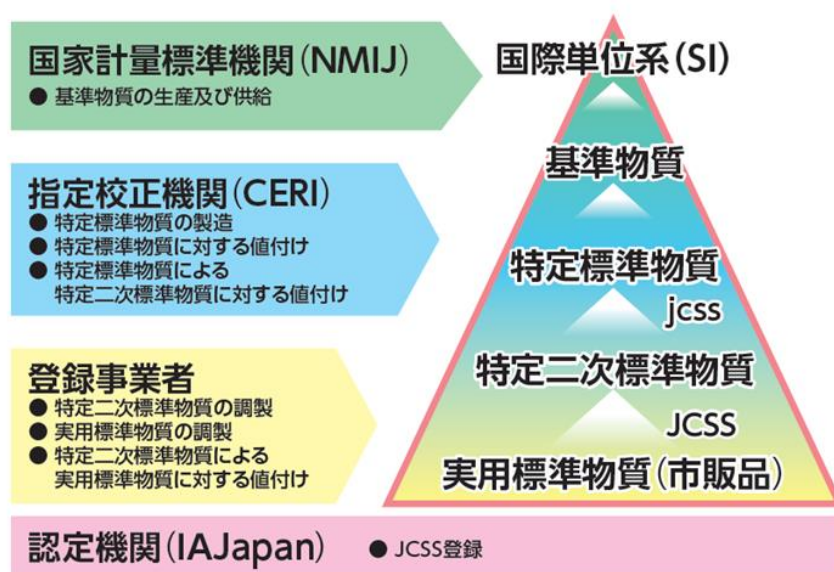 国家計量標準機関(NMIJ)
● 基準物質の生産及び供給
指定校正機関(CERI)
● 特定標準物質の製造
● 特定標準物質に対する値付け
● 特定標準物質による
特定二次標準物質に対する値付け
登録事業者
● 特定二次標準物質の調製
● 実用標準物質の調製
● 特定二次標準物質による
実用標準物質に対する値付け
国際単位系(SI)
基準物質
特定標準物質
jcss
特定二次標準物質
JCSS
実用標準物質(市販品)
認定機関(IAJapan)
● JCSS登録